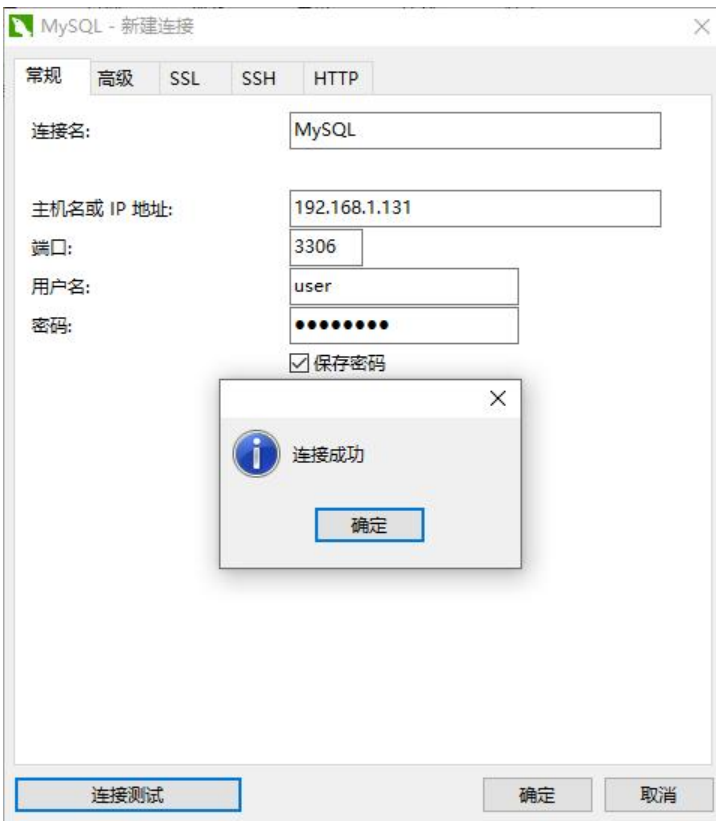 MySQL - 新建连接
常规 高级 SSL SSH HTTP
连接名: MySQL
主机名或 IP 地址: 192.168.1.131
端口: 3306
用户名: user
密码: ●●●●●●●●
保存密码
连接成功
确定
连接测试 确定 取消